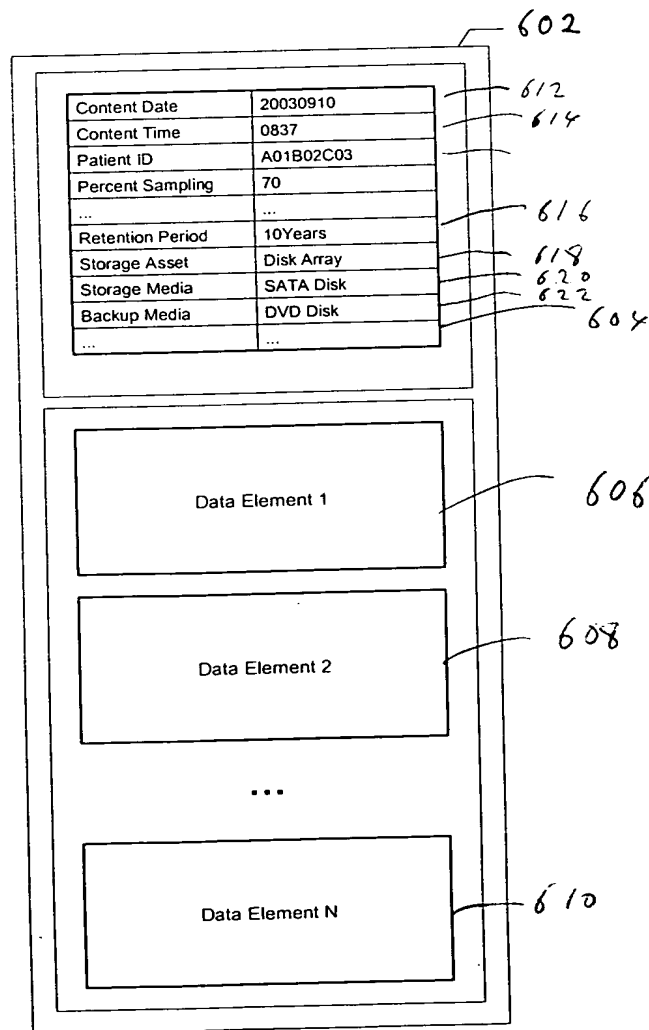 602
Content Date 20030910 612
Content Time 0837 614
Patient ID A01B02C03
Percent Sampling 70
... ...
Retention Period 10Years 616
Storage Asset Disk Array 618
Storage Media SATA Disk 620
Backup Media DVD Disk 622
... ... 604
Data Element 1 606
Data Element 2 608
...
Data Element N 610